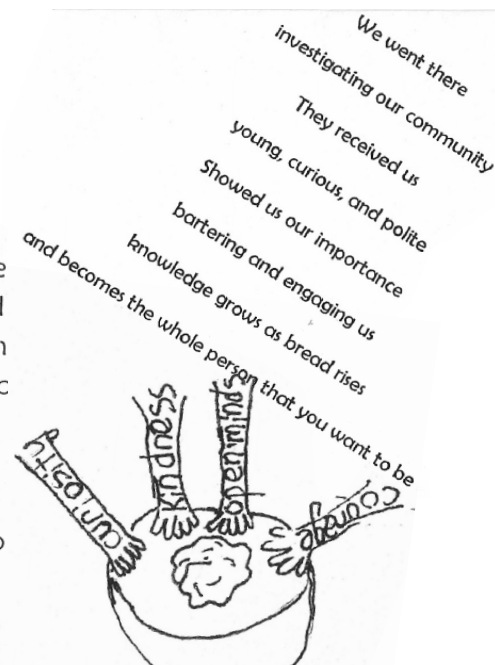 We went there
investigating our community
They received us
young, curious, and polite
Showed us our importance
bartering and engaging us
knowledge grows as bread rises
and becomes the whole person that you want to be
curiosity
kindness
open minds
courage